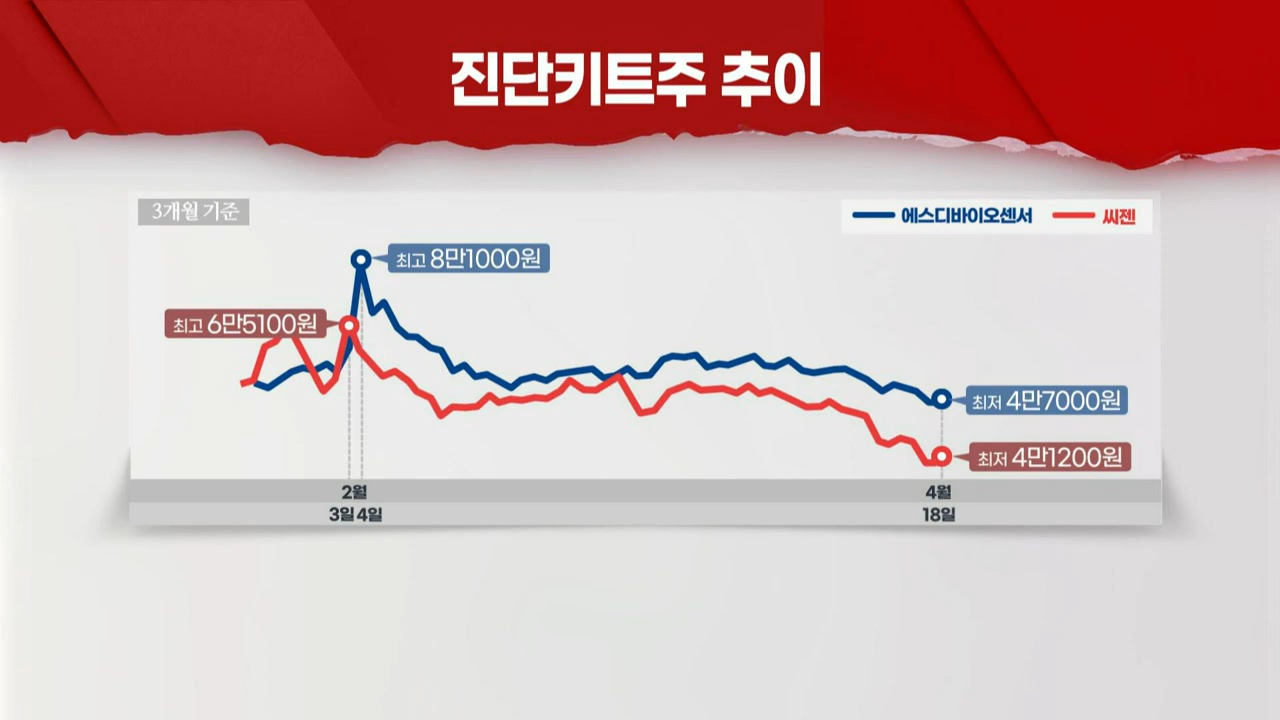 진단키트주 추이
3개월 기준
에스디바이오센서 씨젠
최고 8만1000원
최고 6만5100원
최저 4만7000원
최저 4만1200원
2월 4월
3일 4일 18일